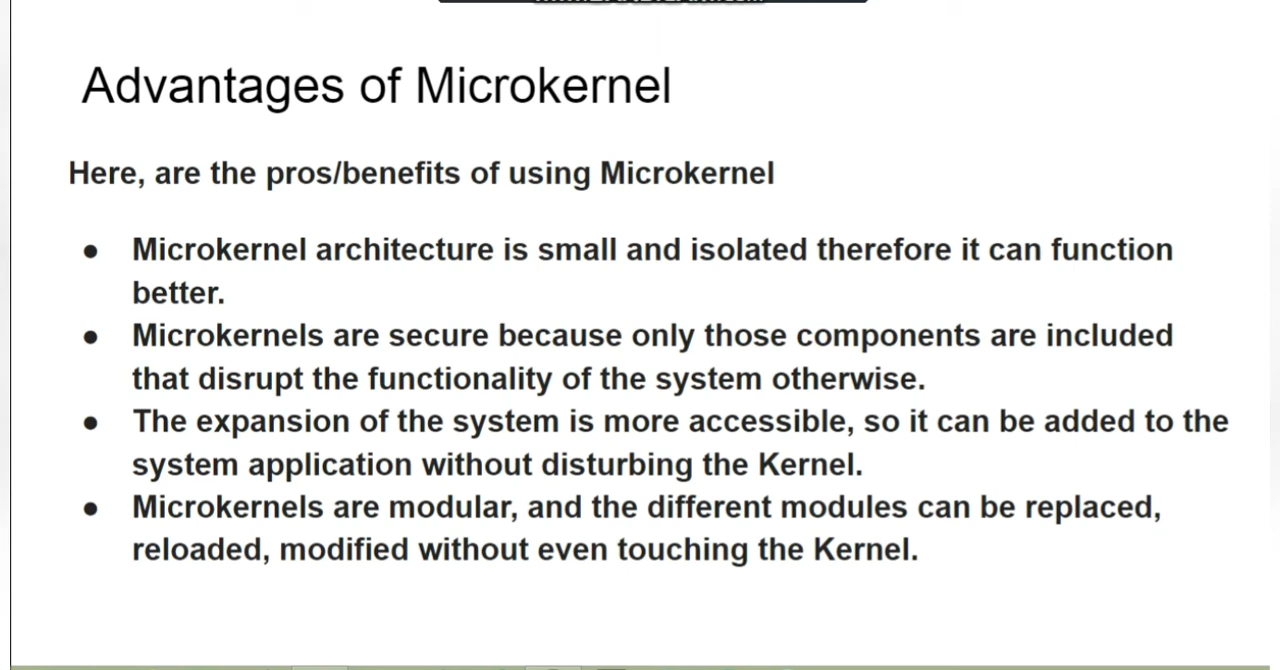 Advantages of Microkernel
Here, are the pros/benefits of using Microkernel
● Microkernel architecture is small and isolated therefore it can function
better.
● Microkernels are secure because only those components are included
that disrupt the functionality of the system otherwise.
● The expansion of the system is more accessible, so it can be added to the
system application without disturbing the Kernel.
● Microkernels are modular, and the different modules can be replaced,
reloaded, modified without even touching the Kernel.